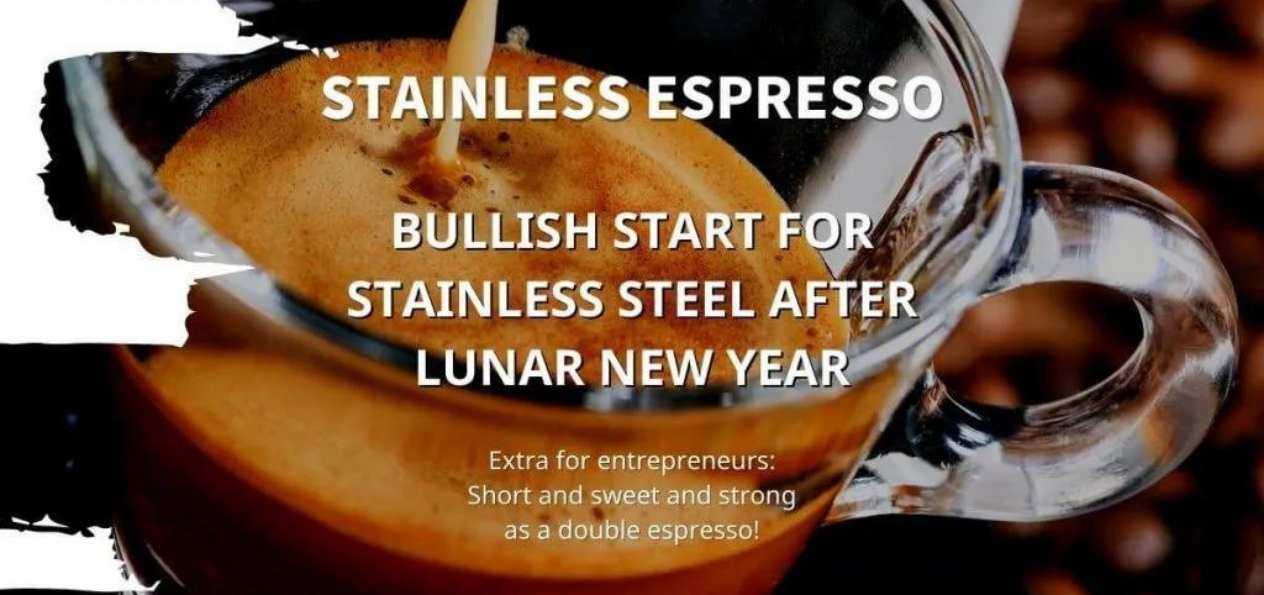 STAINLESS ESPRESSO
BULLISH START FOR
STAINLESS STEEL AFTER
LUNAR NEW YEAR
Extra for entrepreneurs:
Short and sweet and strong
as a double espresso!